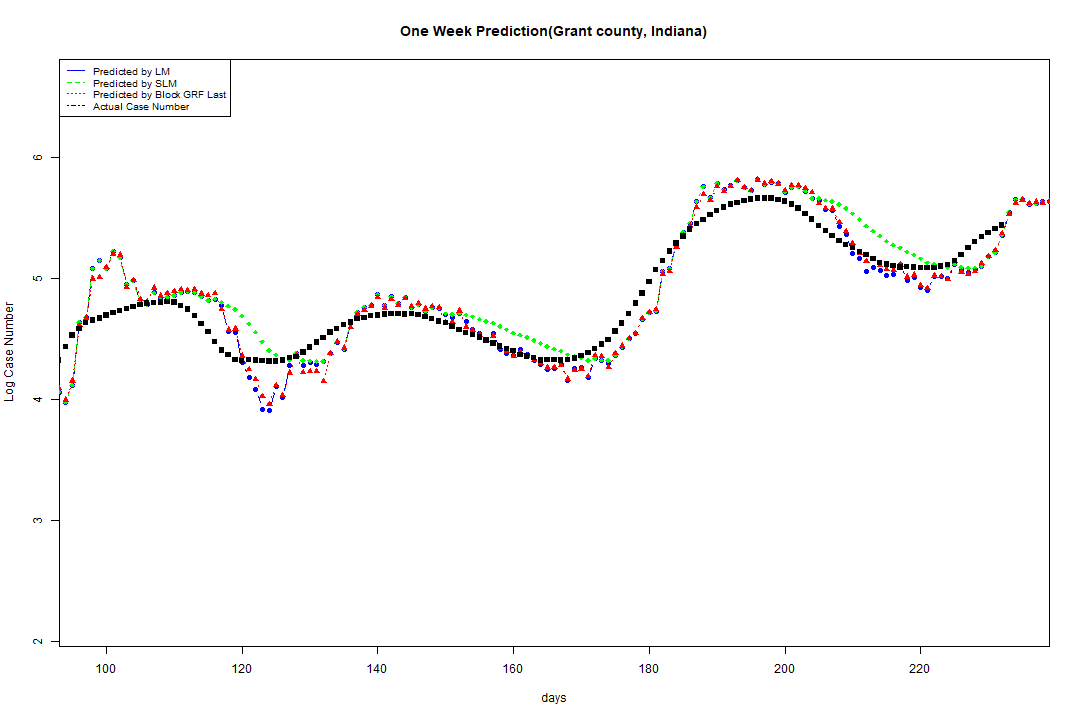 One Week Prediction(Grant county, Indiana)
Predicted by LM
Predicted by SLM
Predicted by Block GRF Last
Actual Case Number
6
5
4
3
2
Log Case Number
100 120 140 160 180 200 220
days